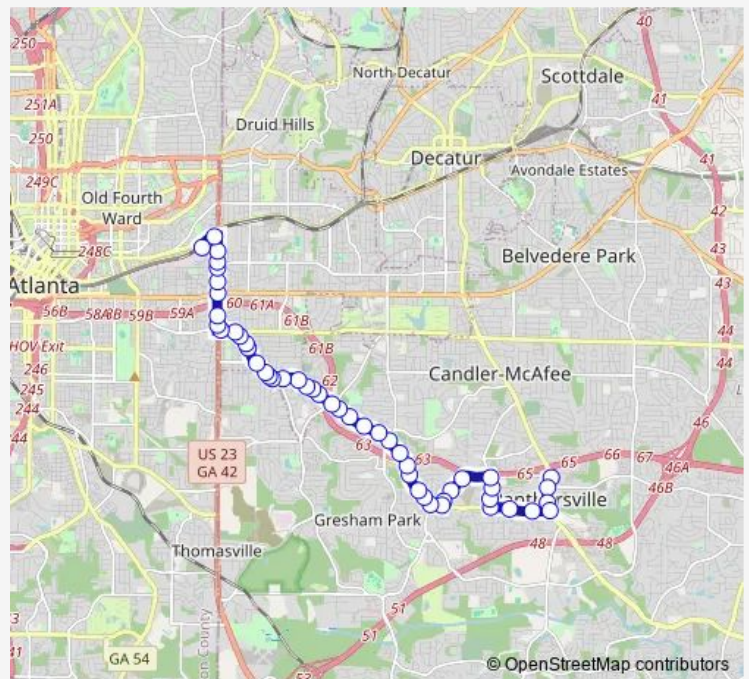 250
40
North Decatur
Scottdale
251A
41
Druid Hills
250
Decatur
41
Avondale Estates
249C
Old Fourth
Ward
42
248C
Belvedere Park
43
Atlanta
44
60
61A
56B
58A8B
59B
59A
61B
44
HOV Exit
61B
246
245
62
Candler-McAfee
244
46
44
US 23
GA 42
63
63
65
65
66
67
46A
46B
Gresham Park
Thomasville
48
48
51
13
51
41
GA 54
53
© OpenStreetMap contributors